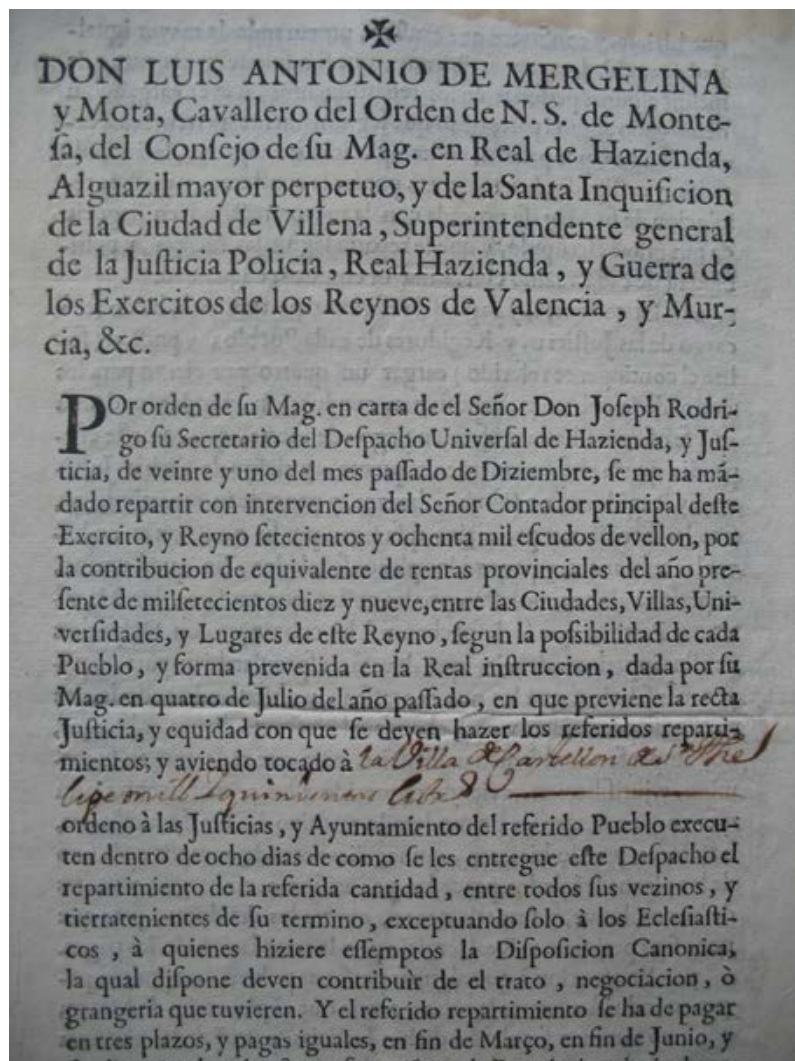 DON LUIS ANTONIO DE MERGELINA
y Mota, Cavallero del Orden de N. S. de Monte-
ſa, del Conſejo de ſu Mag. en Real de Hazienda,
Alguazil mayor perpetuo, y de la Santa Inquiſicion
de la Ciudad de Villena, Superintendente general
de la Juſticia Policia, Real Hazienda, y Guerra de
los Exercitos de los Reynos de Valencia, y Mur-
cia, &c.
POr orden de ſu Mag. en carta de el Señor Don Joſeph Rodri-
go ſu Secretario del Deſpacho Univerſal de Hazienda, y Juſ-
ticia, de veinte y uno del mes paſſado de Diziembre, ſe me ha má-
dado repartir con intervencion del Señor Contador principal deſte
Exercito, y Reyno ſetecientos y ochenta mil eſcudos de vellon, por
la contribucion de equivalente de rentas provinciales del año pre-
ſente de milſetecientos diez y nueve, entre las Ciudades, Villas, Uni-
verſidades, y Lugares de eſte Reyno, ſegun la poſsibilidad de cada
Pueblo, y forma prevenida en la Real inſtruccion, dada por ſu
Mag. en quatro de Julio del año paſſado, en que previene la recta
Juſticia, y equidad con que ſe deven hazer los referidos reparti-
mientos; y aviendo tocado à la Villa de Castellon de
ordeno à las Juſticias, y Ayuntamiento del referido Pueblo execu-
ten dentro de ocho dias de como ſe les entregue eſte Deſpacho el
repartimiento de la referida cantidad, entre todos ſus vezinos, y
tierratenientes de ſu termino, exceptuando ſolo à los Ecleſiaſti-
cos, à quienes hiziere eſſemptos la Diſpoſicion Canonica,
la qual diſpone deven contribuìr de el trato, negociacion, ò
grangeria que tuvieren. Y el referido repartimiento ſe ha de pagar
en tres plazos, y pagas iguales, en fin de Março, en fin de Junio, y